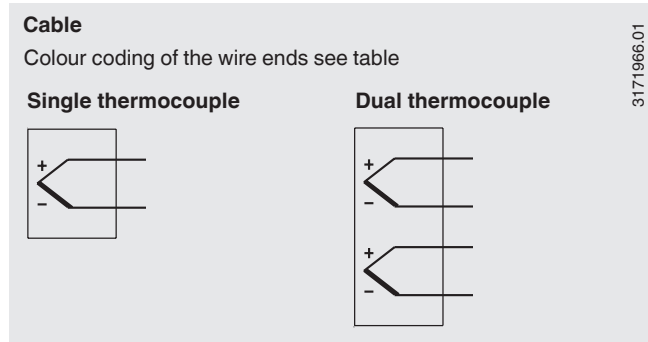 Cable
Colour coding of the wire ends see table
Single thermocouple
Dual thermocouple
+
−
+
−
+
−
3171966.01